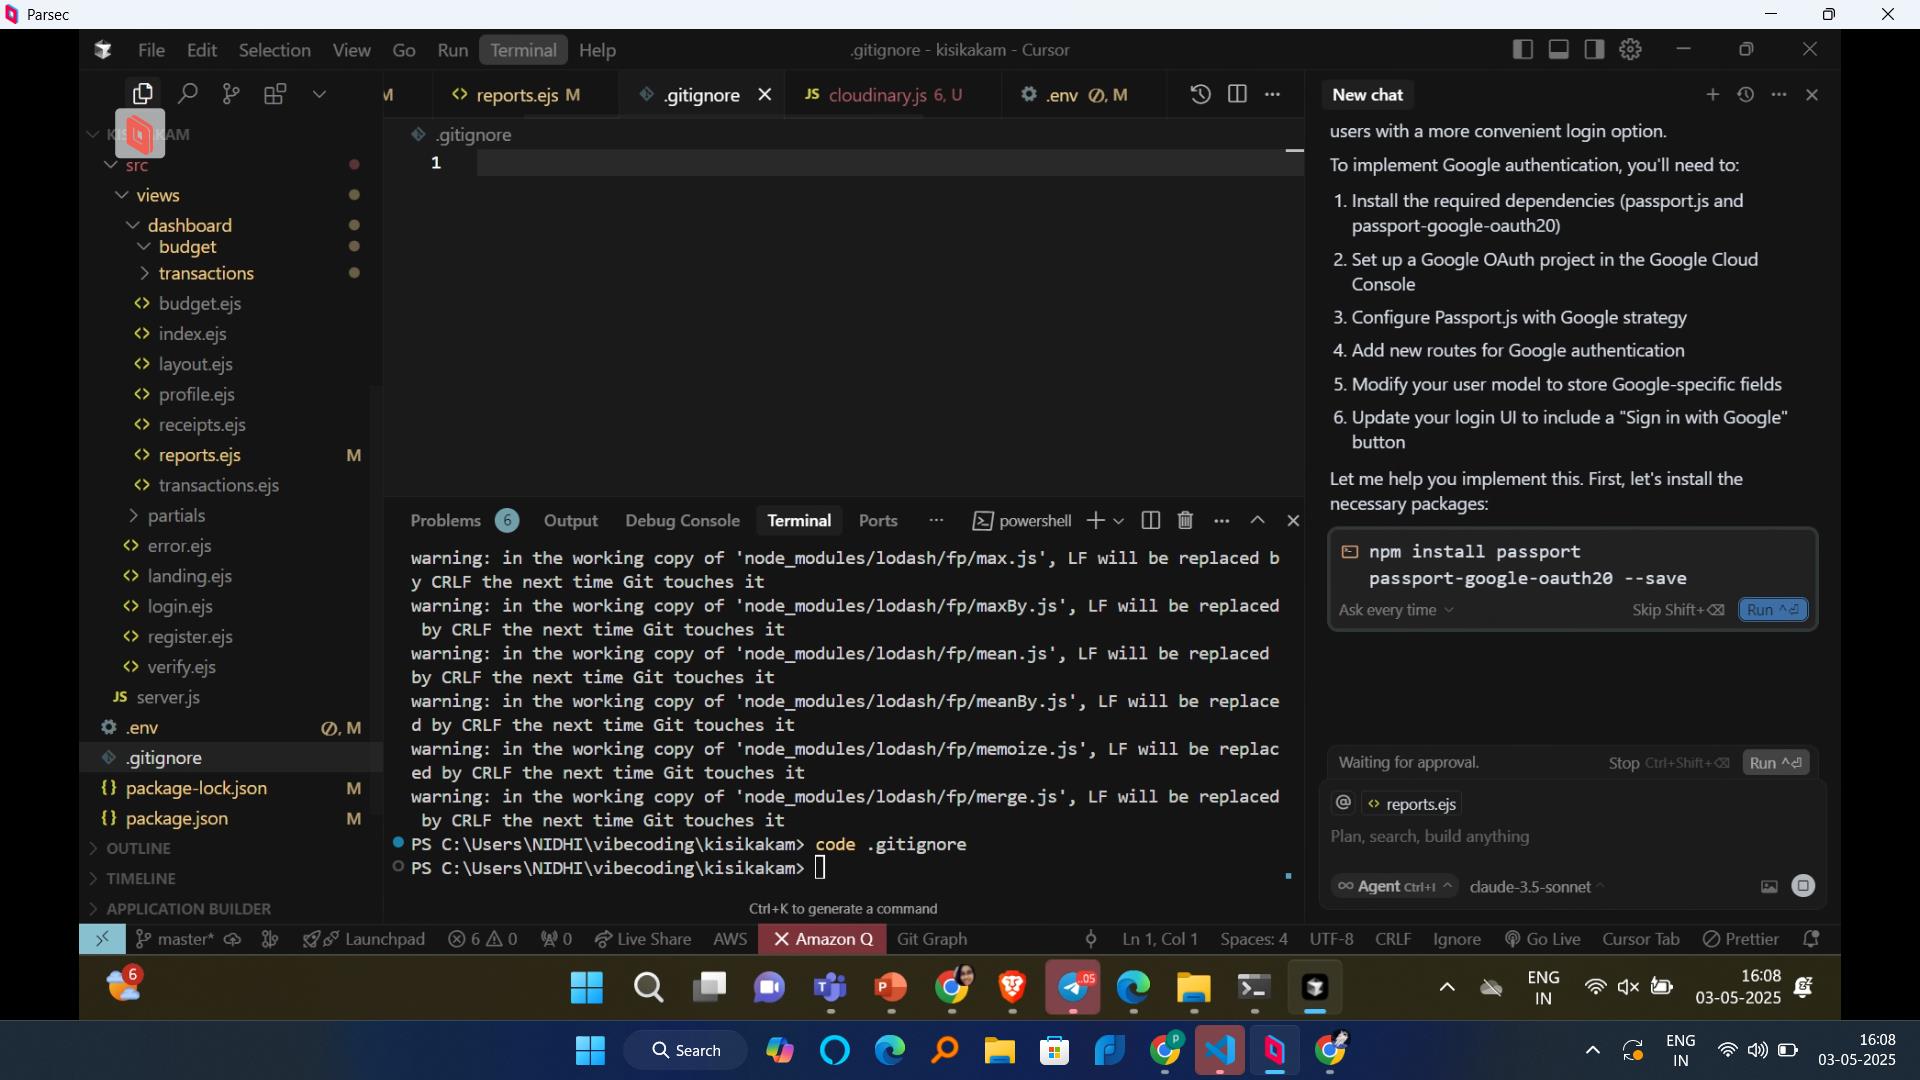 Parsec
File Edit Selection View Go Run Terminal Help
.gitignore - kisikakam - Cursor
M
reports.ejs M
.gitignore
JS cloudinary.js 6, U
.env M
New chat
src
views
dashboard
budget
transactions
budget.ejs
index.ejs
layout.ejs
profile.ejs
receipts.ejs
reports.ejs M
transactions.ejs
partials
error.ejs
landing.ejs
login.ejs
register.ejs
verify.ejs
JS server.js
.env , M
.gitignore
{} package-lock.json M
{} package.json M
OUTLINE
TIMELINE
APPLICATION BUILDER
.gitignore
1
Problems 6 Output Debug Console Terminal Ports powershell
warning: in the working copy of 'node_modules/lodash/fp/max.js', LF will be replaced b
y CRLF the next time Git touches it
warning: in the working copy of 'node_modules/lodash/fp/maxBy.js', LF will be replaced
by CRLF the next time Git touches it
warning: in the working copy of 'node_modules/lodash/fp/mean.js', LF will be replaced
by CRLF the next time Git touches it
warning: in the working copy of 'node_modules/lodash/fp/meanBy.js', LF will be replace
d by CRLF the next time Git touches it
warning: in the working copy of 'node_modules/lodash/fp/memoize.js', LF will be replac
ed by CRLF the next time Git touches it
warning: in the working copy of 'node_modules/lodash/fp/merge.js', LF will be replaced
by CRLF the next time Git touches it
PS C:\Users\NIDHI\vibecoding\kisikakam> code .gitignore
PS C:\Users\NIDHI\vibecoding\kisikakam>
Ctrl+K to generate a command
users with a more convenient login option.
To implement Google authentication, you'll need to:
1. Install the required dependencies (passport.js and
passport-google-oauth20)
2. Set up a Google OAuth project in the Google Cloud
Console
3. Configure Passport.js with Google strategy
4. Add new routes for Google authentication
5. Modify your user model to store Google-specific fields
6. Update your login UI to include a "Sign in with Google"
button
Let me help you implement this. First, let's install the
necessary packages:
npm install passport
passport-google-oauth20 --save
Ask every time Skip Shift+⌫ Run ^⏎
Waiting for approval. Stop Ctrl+Shift+⌫ Run ^⏎
@ reports.ejs
Plan, search, build anything
∞ Agent Ctrl+I claude-3.5-sonnet
master* Launchpad 6 0 0 Live Share AWS Amazon Q Git Graph Ln 1, Col 1 Spaces: 4 UTF-8 CRLF Ignore Go Live Cursor Tab Prettier
6
.05
ENG
IN
16:08
03-05-2025
Search
P
ENG
IN
16:08
03-05-2025